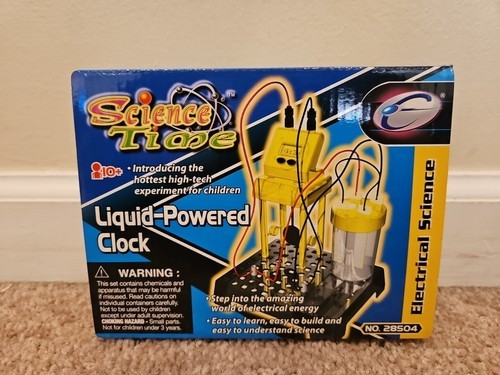 Science
Time™
10+
• Introducing the
hottest high-tech
experiment for children
Liquid-Powered
Clock
WARNING :
This set contains chemicals and
apparatus that may be harmful
if misused. Read cautions on
individual containers carefully.
Not to be used by children
except under adult supervision.
CHOKING HAZARD - Small parts.
Not for children under 3 years.
• Step into the amazing
world of electrical energy
• Easy to learn, easy to build and
easy to understand science
Electrical Science
NO. 28504